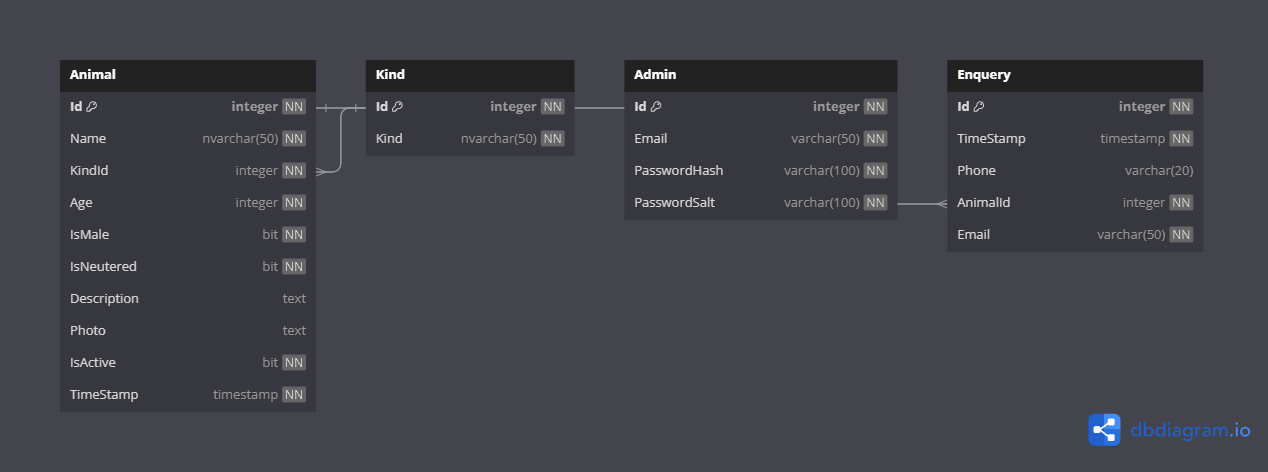 Animal
Id integer NN
Name nvarchar(50) NN
KindId integer NN
Age integer NN
IsMale bit NN
IsNeutered bit NN
Description text
Photo text
IsActive bit NN
TimeStamp timestamp NN
Kind
Id integer NN
Kind nvarchar(50) NN
Admin
Id integer NN
Email varchar(50) NN
PasswordHash varchar(100) NN
PasswordSalt varchar(100) NN
Enquery
Id integer NN
TimeStamp timestamp NN
Phone varchar(20)
AnimalId integer NN
Email varchar(50) NN
dbdiagram.io